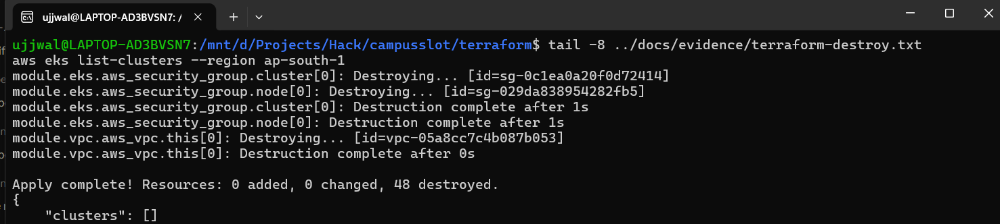 ujjwal@LAPTOP-AD3BVSN7: /
ujjwal@LAPTOP-AD3BVSN7:/mnt/d/Projects/Hack/campusslot/terraform$ tail -8 ../docs/evidence/terraform-destroy.txt
aws eks list-clusters --region ap-south-1
module.eks.aws_security_group.cluster[0]: Destroying... [id=sg-0c1ea0a20f0d72414]
module.eks.aws_security_group.node[0]: Destroying... [id=sg-029da838954282fb5]
module.eks.aws_security_group.cluster[0]: Destruction complete after 1s
module.eks.aws_security_group.node[0]: Destruction complete after 1s
module.vpc.aws_vpc.this[0]: Destroying... [id=vpc-05a8cc7c4b087b053]
module.vpc.aws_vpc.this[0]: Destruction complete after 0s
Apply complete! Resources: 0 added, 0 changed, 48 destroyed.
{
"clusters": []